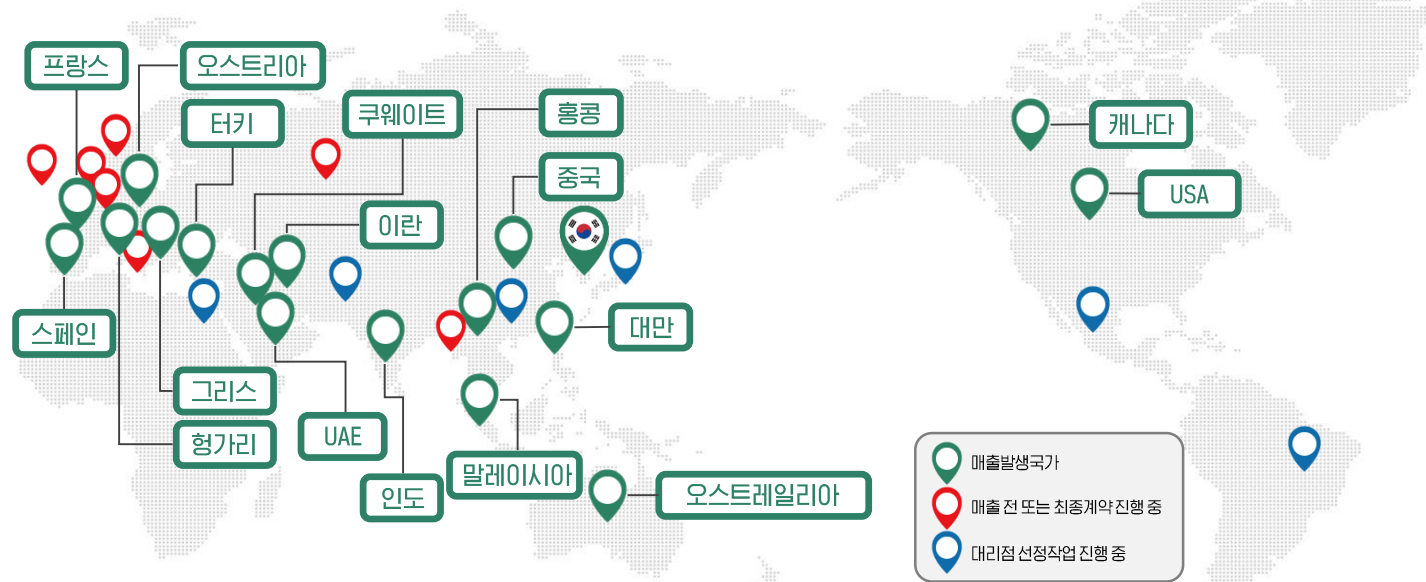 프랑스
오스트리아
터키
쿠웨이트
홍콩
중국
이란
캐나다
USA
스페인
대만
그리스
헝가리
UAE
인도
말레이시아
오스트레일리아
매출발생국가
매출 전 또는 최종계약 진행 중
대리점 선정작업 진행 중